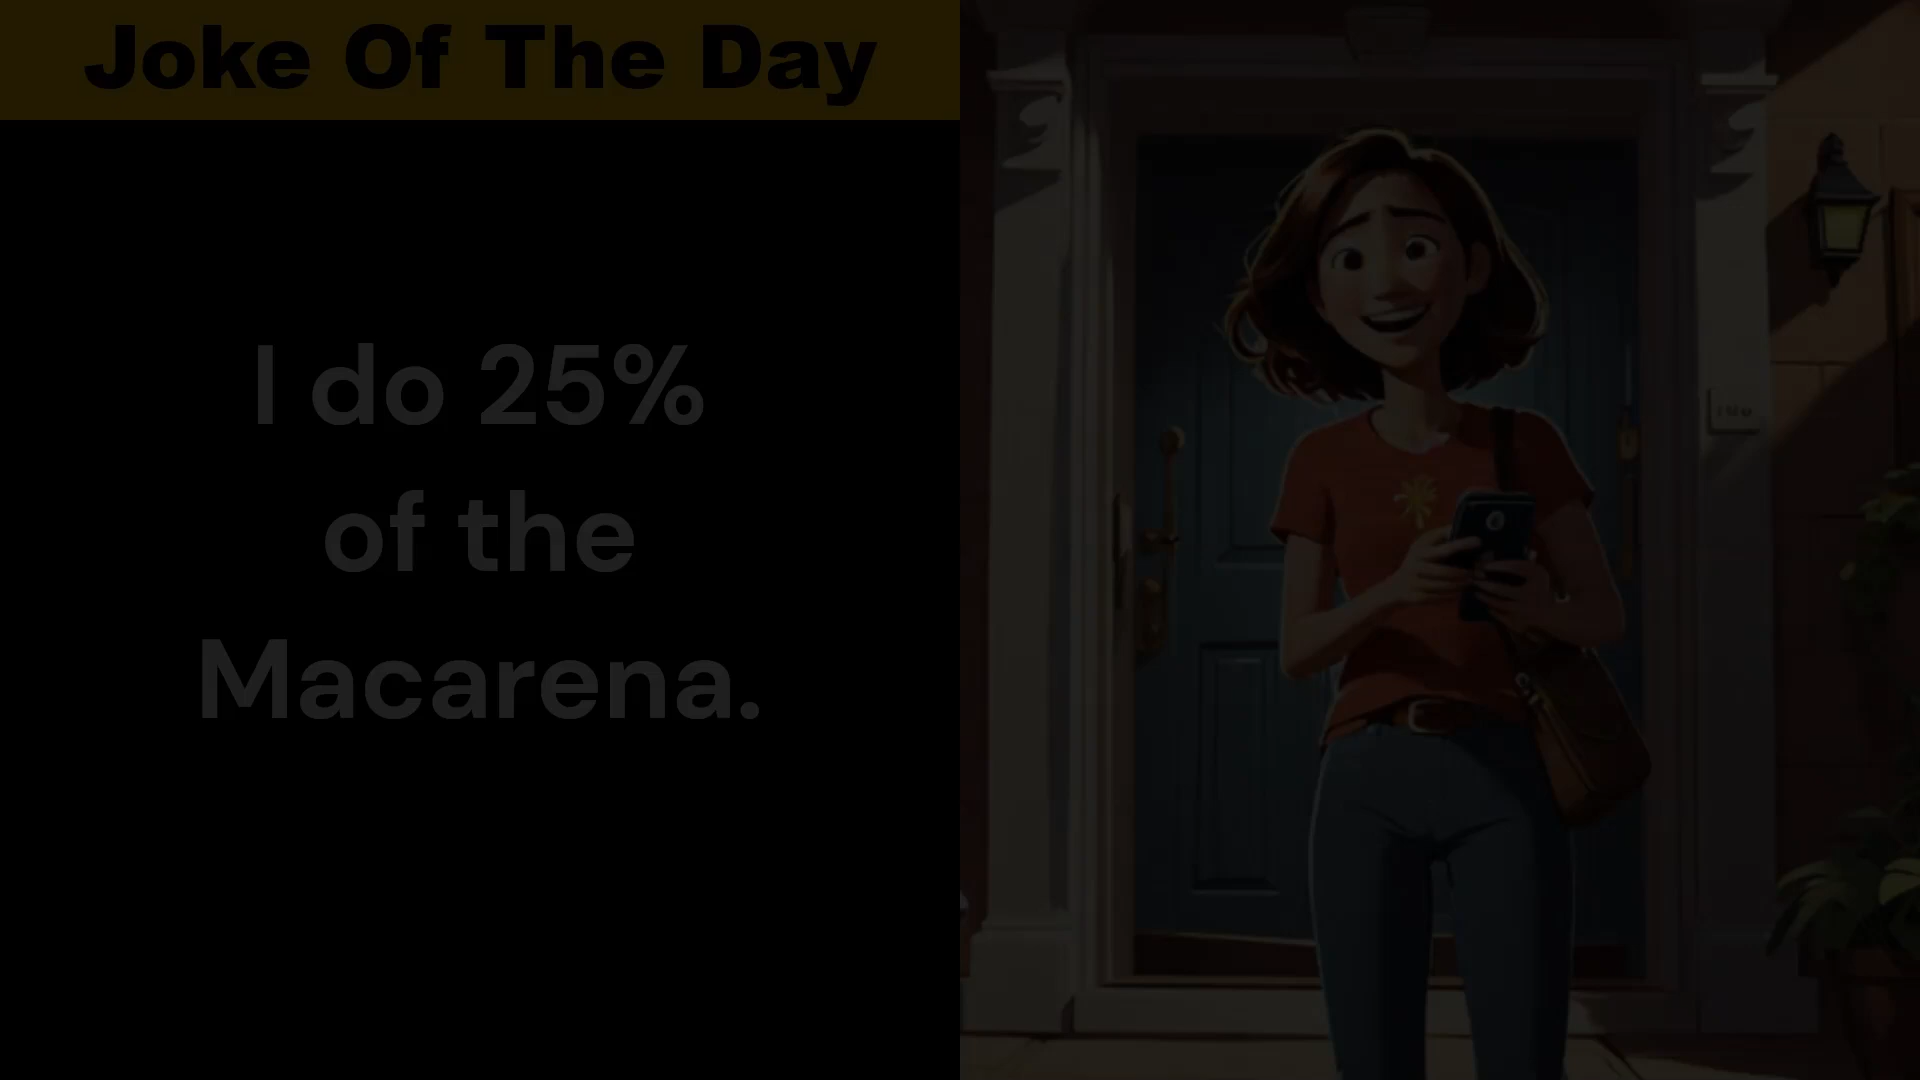 Joke Of The Day
I do 25%
of the
Macarena.